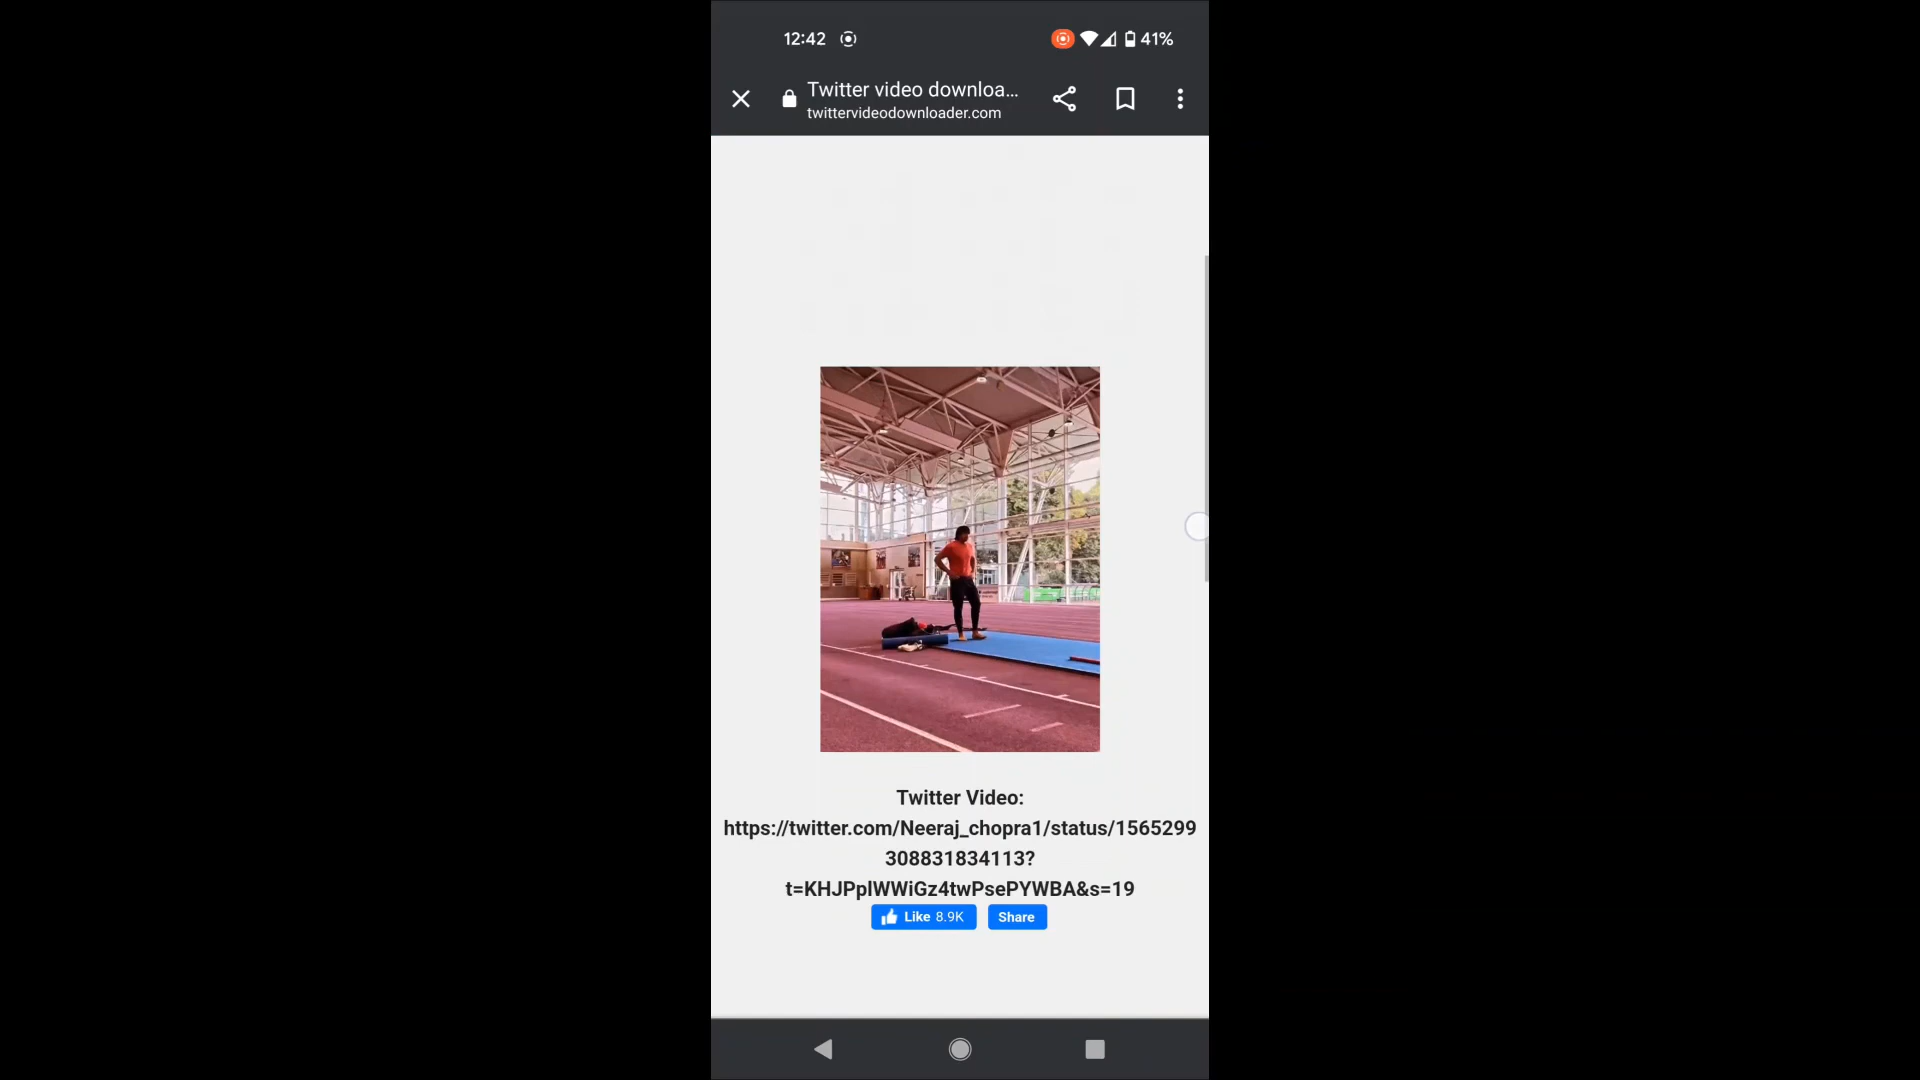 12:42
41%
Twitter video downloa...
twittervideodownloader.com
Twitter Video:
https://twitter.com/Neeraj_chopra1/status/1565299
308831834113?
t=KHJPplWWiGz4twPsePYWBA&s=19
Like 8.9K
Share